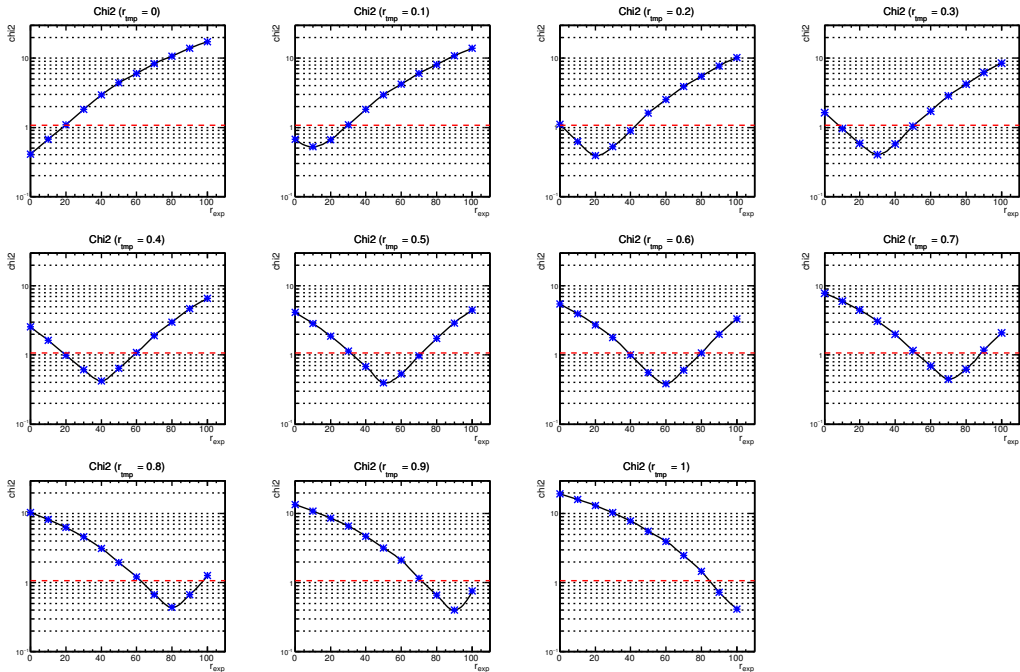 Chi2 (r_tmp = 0)
chi2
10
1
10⁻¹
0 20 40 60 80 100
r_exp
Chi2 (r_tmp = 0.1)
chi2
10
1
10⁻¹
0 20 40 60 80 100
r_exp
Chi2 (r_tmp = 0.2)
chi2
10
1
10⁻¹
0 20 40 60 80 100
r_exp
Chi2 (r_tmp = 0.3)
chi2
10
1
10⁻¹
0 20 40 60 80 100
r_exp
Chi2 (r_tmp = 0.4)
chi2
10
1
10⁻¹
0 20 40 60 80 100
r_exp
Chi2 (r_tmp = 0.5)
chi2
10
1
10⁻¹
0 20 40 60 80 100
r_exp
Chi2 (r_tmp = 0.6)
chi2
10
1
10⁻¹
0 20 40 60 80 100
r_exp
Chi2 (r_tmp = 0.7)
chi2
10
1
10⁻¹
0 20 40 60 80 100
r_exp
Chi2 (r_tmp = 0.8)
chi2
10
1
10⁻¹
0 20 40 60 80 100
r_exp
Chi2 (r_tmp = 0.9)
chi2
10
1
10⁻¹
0 20 40 60 80 100
r_exp
Chi2 (r_tmp = 1)
chi2
10
1
10⁻¹
0 20 40 60 80 100
r_exp